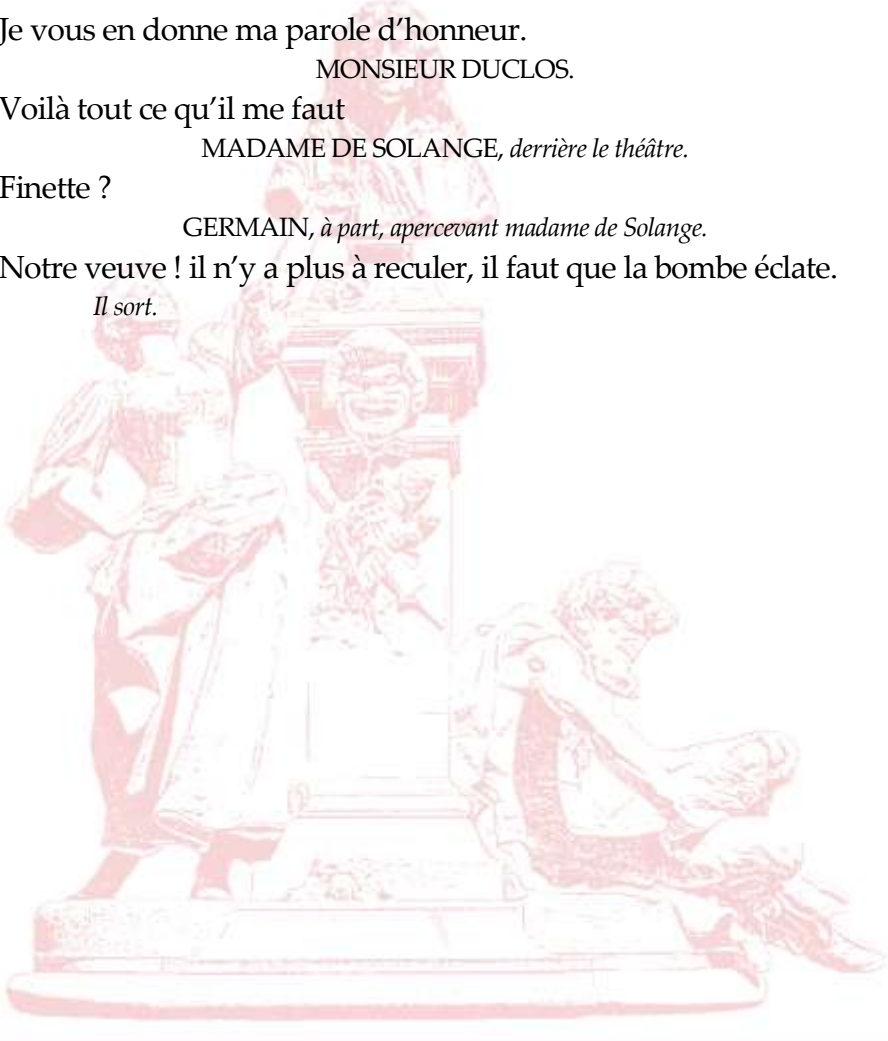 Je vous en donne ma parole d’honneur.
MONSIEUR DUCLOS.
Voilà tout ce qu’il me faut
MADAME DE SOLANGE, derrière le théâtre.
Finette ?
GERMAIN, à part, apercevant madame de Solange.
Notre veuve ! il n’y a plus à reculer, il faut que la bombe éclate.
Il sort.